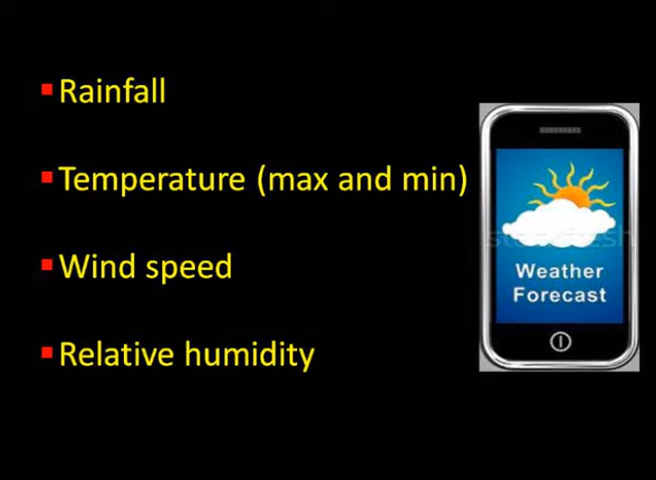 Rainfall
Temperature (max and min)
Wind speed
Relative humidity
Weather
Forecast